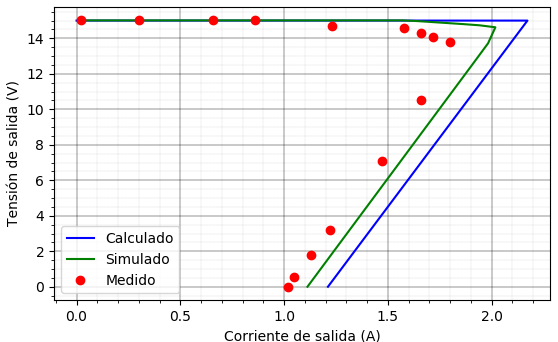 14
12
10
8
6
4
2
0
Tensión de salida (V)
Calculado
Simulado
Medido
0.0 0.5 1.0 1.5 2.0
Corriente de salida (A)